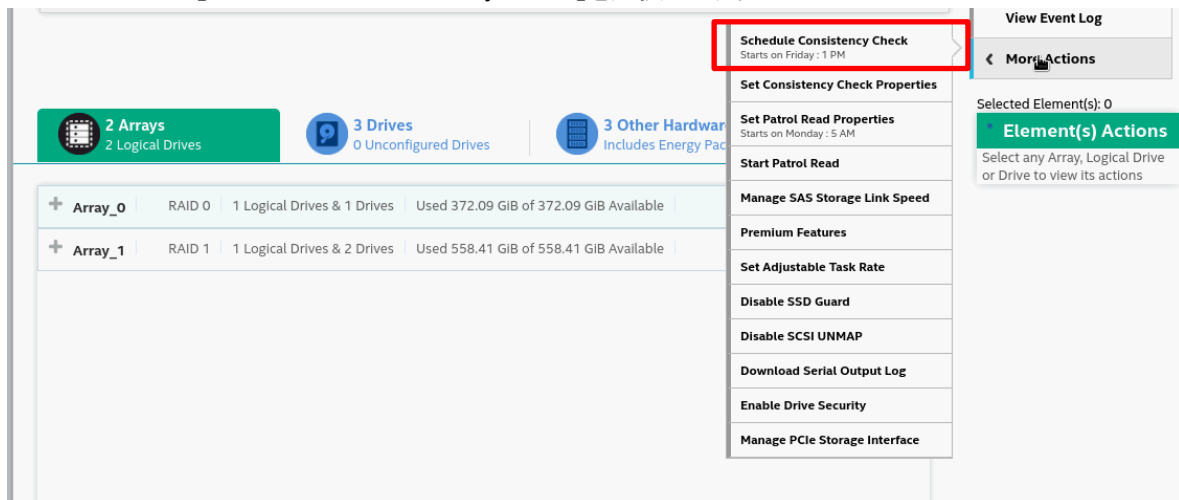 View Event Log
More Actions
Schedule Consistency Check
Starts on Friday : 1 PM
Set Consistency Check Properties
Set Patrol Read Properties
Starts on Monday : 5 AM
Start Patrol Read
Manage SAS Storage Link Speed
Premium Features
Set Adjustable Task Rate
Disable SSD Guard
Disable SCSI UNMAP
Download Serial Output Log
Enable Drive Security
Manage PCIe Storage Interface
Selected Element(s): 0
Element(s) Actions
Select any Array, Logical Drive
or Drive to view its actions
2 Arrays
2 Logical Drives
3 Drives
0 Unconfigured Drives
3 Other Hardwar
Includes Energy Pac
Array_0 RAID 0 1 Logical Drives & 1 Drives Used 372.09 GiB of 372.09 GiB Available
Array_1 RAID 1 1 Logical Drives & 2 Drives Used 558.41 GiB of 558.41 GiB Available